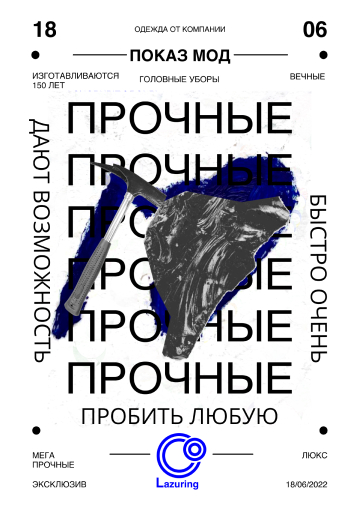 18
ОДЕЖДА ОТ КОМПАНИИ
06
ПОКАЗ МОД
ИЗГОТАВЛИВАЮТСЯ
150 ЛЕТ
ГОЛОВНЫЕ УБОРЫ
ВЕЧНЫЕ
ПРОЧНЫЕ
ПРОЧНЫЕ
ПРОЧНЫЕ
ПРОЧНЫЕ
ПРОЧНЫЕ
ПРОЧНЫЕ
ДАЮТ ВОЗМОЖНОСТЬ
БЫСТРО ОЧЕНЬ
ПРОБИТЬ ЛЮБУЮ
МЕГА
ПРОЧНЫЕ
ЛЮКС
ЭКСКЛЮЗИВ
Lazuring
18/06/2022